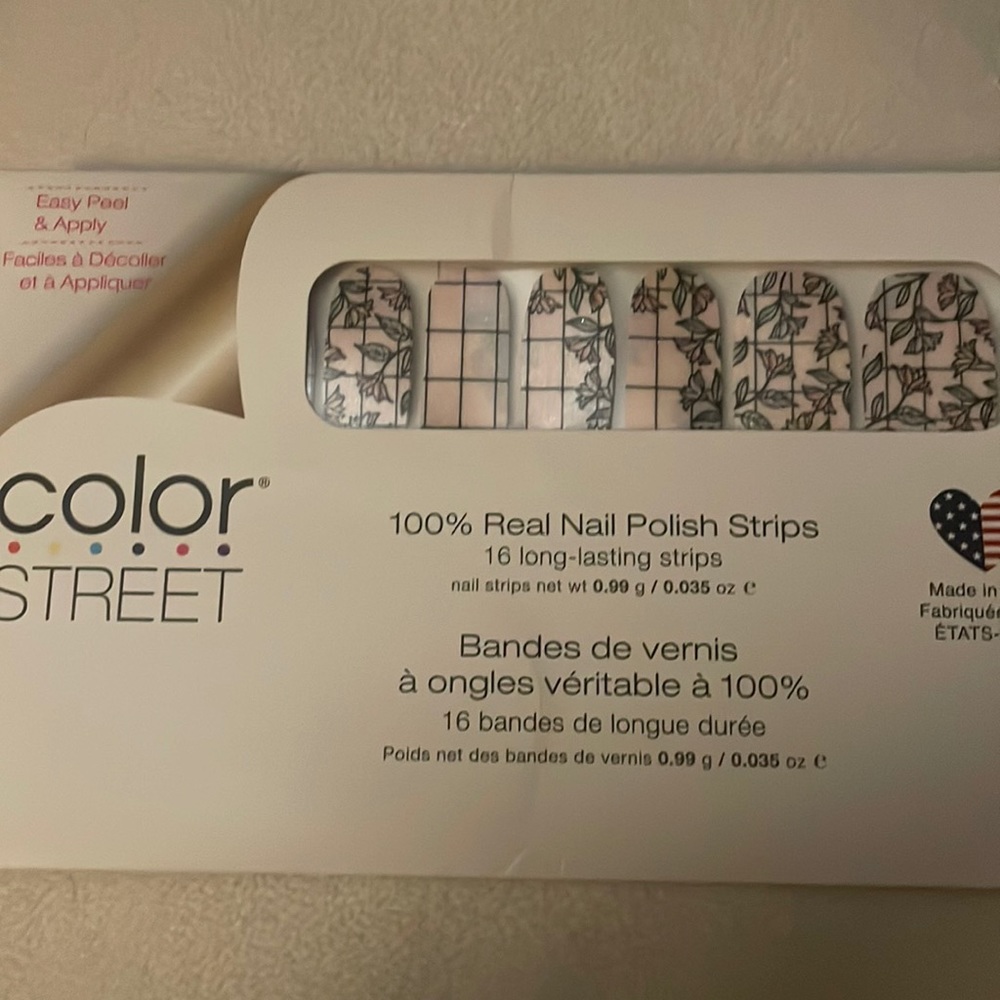 Easy Peel
& Apply
Faciles à Décoller
et à Appliquer
color®
STREET
100% Real Nail Polish Strips
16 long-lasting strips
nail strips net wt 0.99 g / 0.035 oz ℮
Bandes de vernis
à ongles véritable à 100%
16 bandes de longue durée
Poids net des bandes de vernis 0.99 g / 0.035 oz ℮
Made in
Fabriqué
ÉTATS-